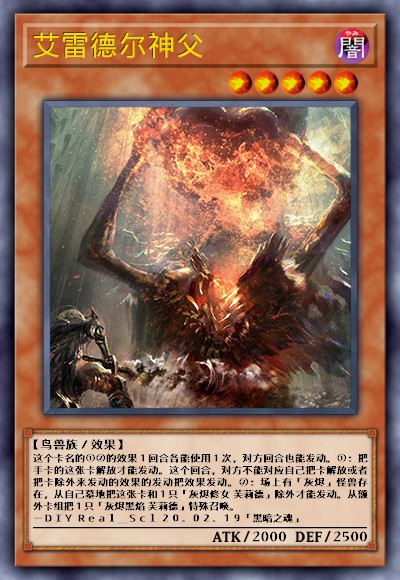 艾雷德尔神父
やみ
闇
【鸟兽族／效果】
这个卡名的①②的效果1回合各能使用1次，对方回合也能发动。①：把
手卡的这张卡解放才能发动。这个回合，对方不能对应自己把卡解放或者
把卡除外来发动的效果的发动把效果发动。②：场上有「灰烬」怪兽存
在，从自己墓地把这张卡和1只「灰烬修女 芙莉德」除外才能发动。从额
外卡组把1只「灰烬黑焰 芙莉德」特殊召唤。
－DIYReal＿Scl 20.02.19「黑暗之魂」
ATK/2000 DEF/2500